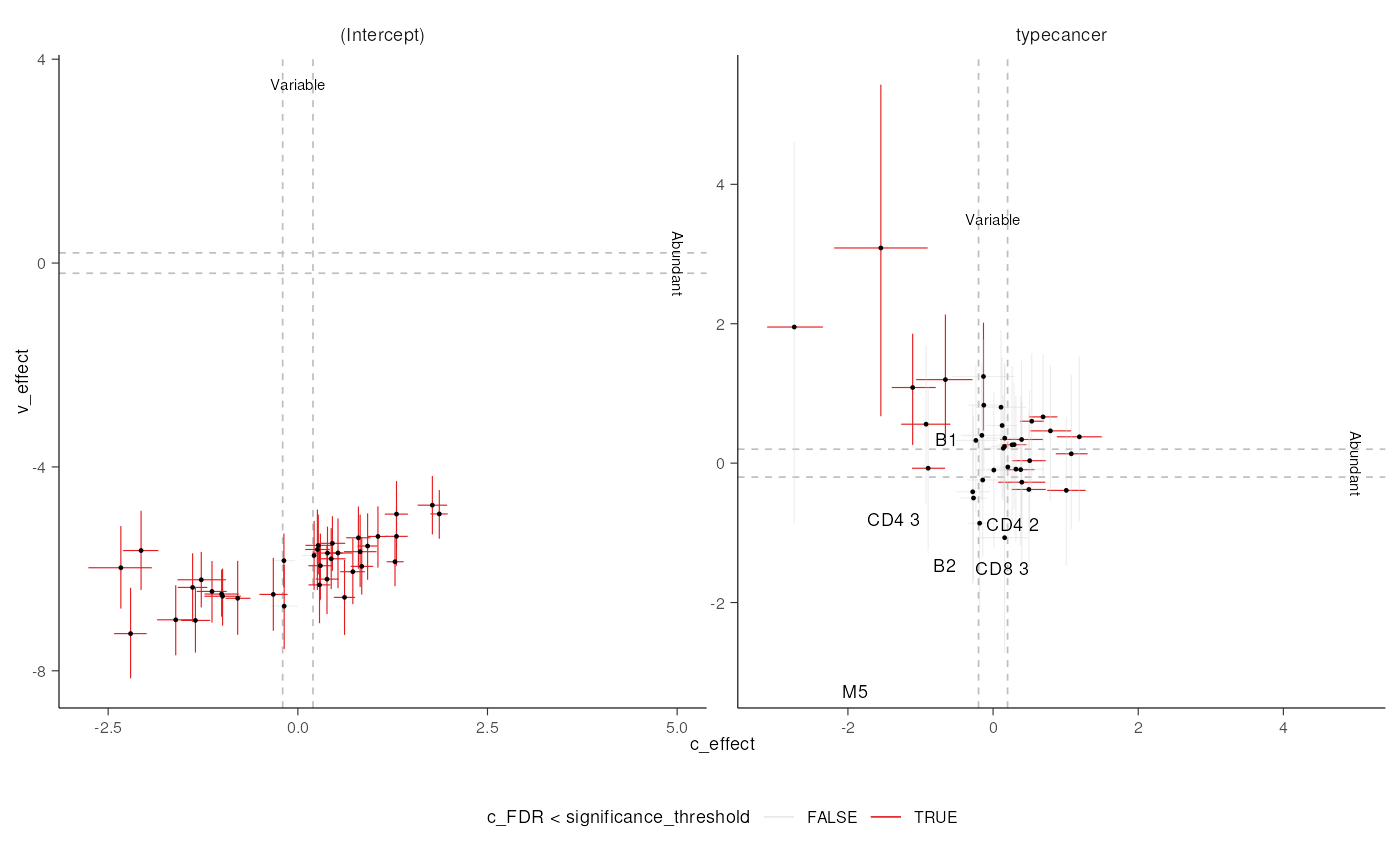 (Intercept)
typecancer
4
0
-4
-8
v_effect
Variable
Abundant
-2.5
0.0
2.5
5.0
4
2
0
-2
Variable
Abundant
B1
CD4 3
CD4 2
B2
CD8 3
M5
-2
0
2
4
c_effect
c_FDR < significance_threshold FALSE TRUE